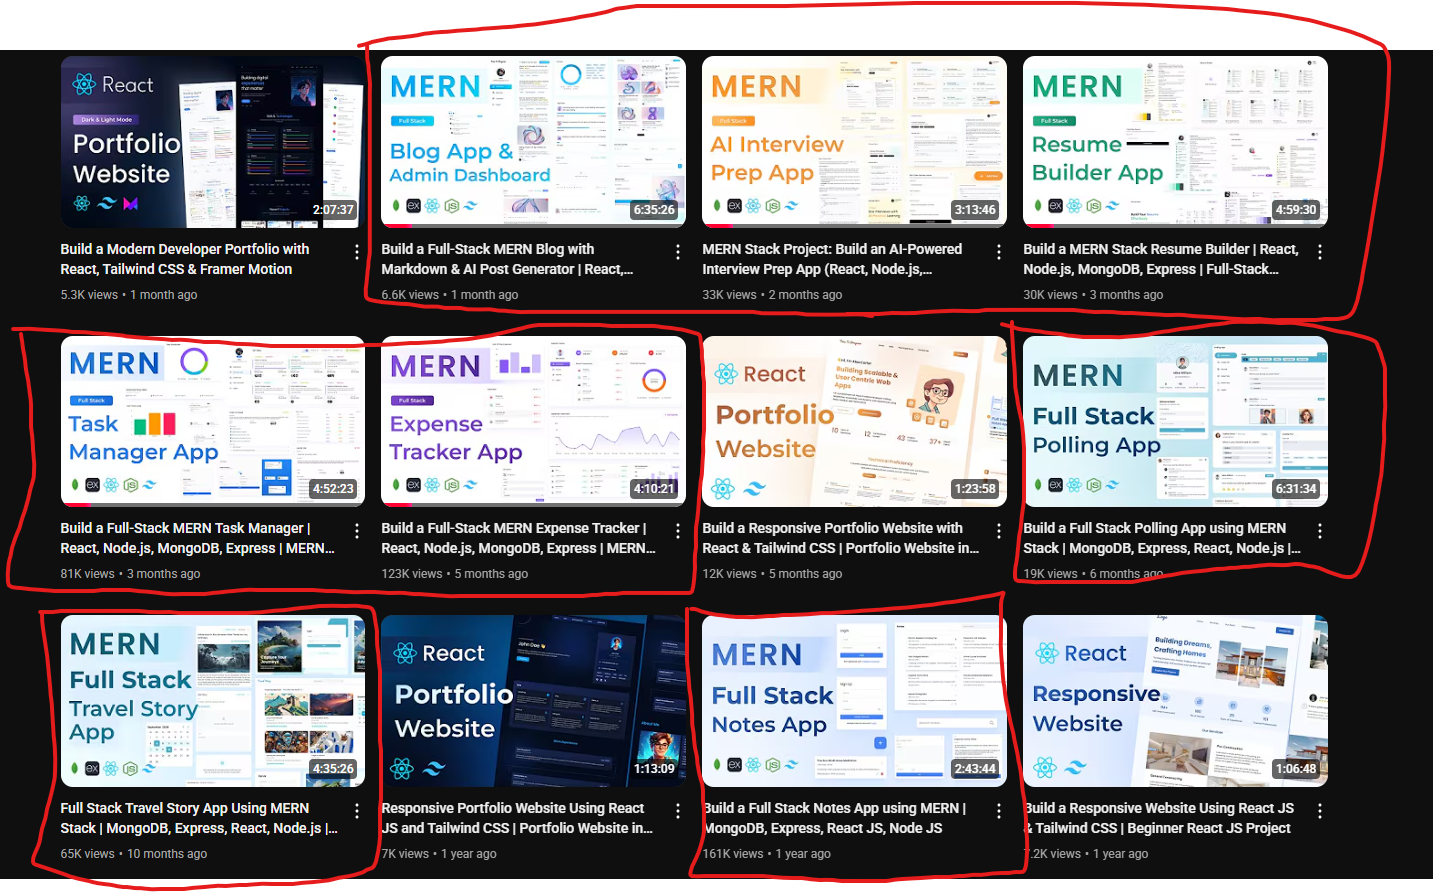 React
Dark & Light Mode
Portfolio
Website
2:07:37
Build a Modern Developer Portfolio with
React, Tailwind CSS & Framer Motion
5.3K views • 1 month ago
MERN
Full Stack
Blog App &
Admin Dashboard
6:35:26
Build a Full-Stack MERN Blog with
Markdown & AI Post Generator | React,...
6.6K views • 1 month ago
MERN
Full Stack
AI Interview
Prep App
3:13:46
MERN Stack Project: Build an AI-Powered
Interview Prep App (React, Node.js,...
33K views • 2 months ago
MERN
Full Stack
Resume
Builder App
4:59:30
Build a MERN Stack Resume Builder | React,
Node.js, MongoDB, Express | Full-Stack...
30K views • 3 months ago
MERN
Full Stack
Task
Manager App
4:52:23
Build a Full-Stack MERN Task Manager |
React, Node.js, MongoDB, Express | MERN...
81K views • 3 months ago
MERN
Full Stack
Expense
Tracker App
4:10:21
Build a Full-Stack MERN Expense Tracker |
React, Node.js, MongoDB, Express | MERN...
123K views • 5 months ago
React
Portfolio
Website
Building Scalable &
User Centric Web
Apps
1:23:58
Build a Responsive Portfolio Website with
React & Tailwind CSS | Portfolio Website in...
12K views • 5 months ago
MERN
Full Stack
Polling App
6:31:34
Build a Full Stack Polling App using MERN
Stack | MongoDB, Express, React, Node.js |...
19K views • 6 months ago
MERN
Full Stack
Travel Story
App
4:35:26
Full Stack Travel Story App Using MERN
Stack | MongoDB, Express, React, Node.js |...
65K views • 10 months ago
React
Portfolio
Website
1:13:09
Responsive Portfolio Website Using React
JS and Tailwind CSS | Portfolio Website in...
7K views • 1 year ago
MERN
Full Stack
Notes App
2:43:44
Build a Full Stack Notes App using MERN |
MongoDB, Express, React JS, Node JS
161K views • 1 year ago
React
Responsive
Website
Building Dreams,
Crafting Homes
1:06:48
Build a Responsive Website Using React JS
& Tailwind CSS | Beginner React JS Project
.2K views • 1 year ago